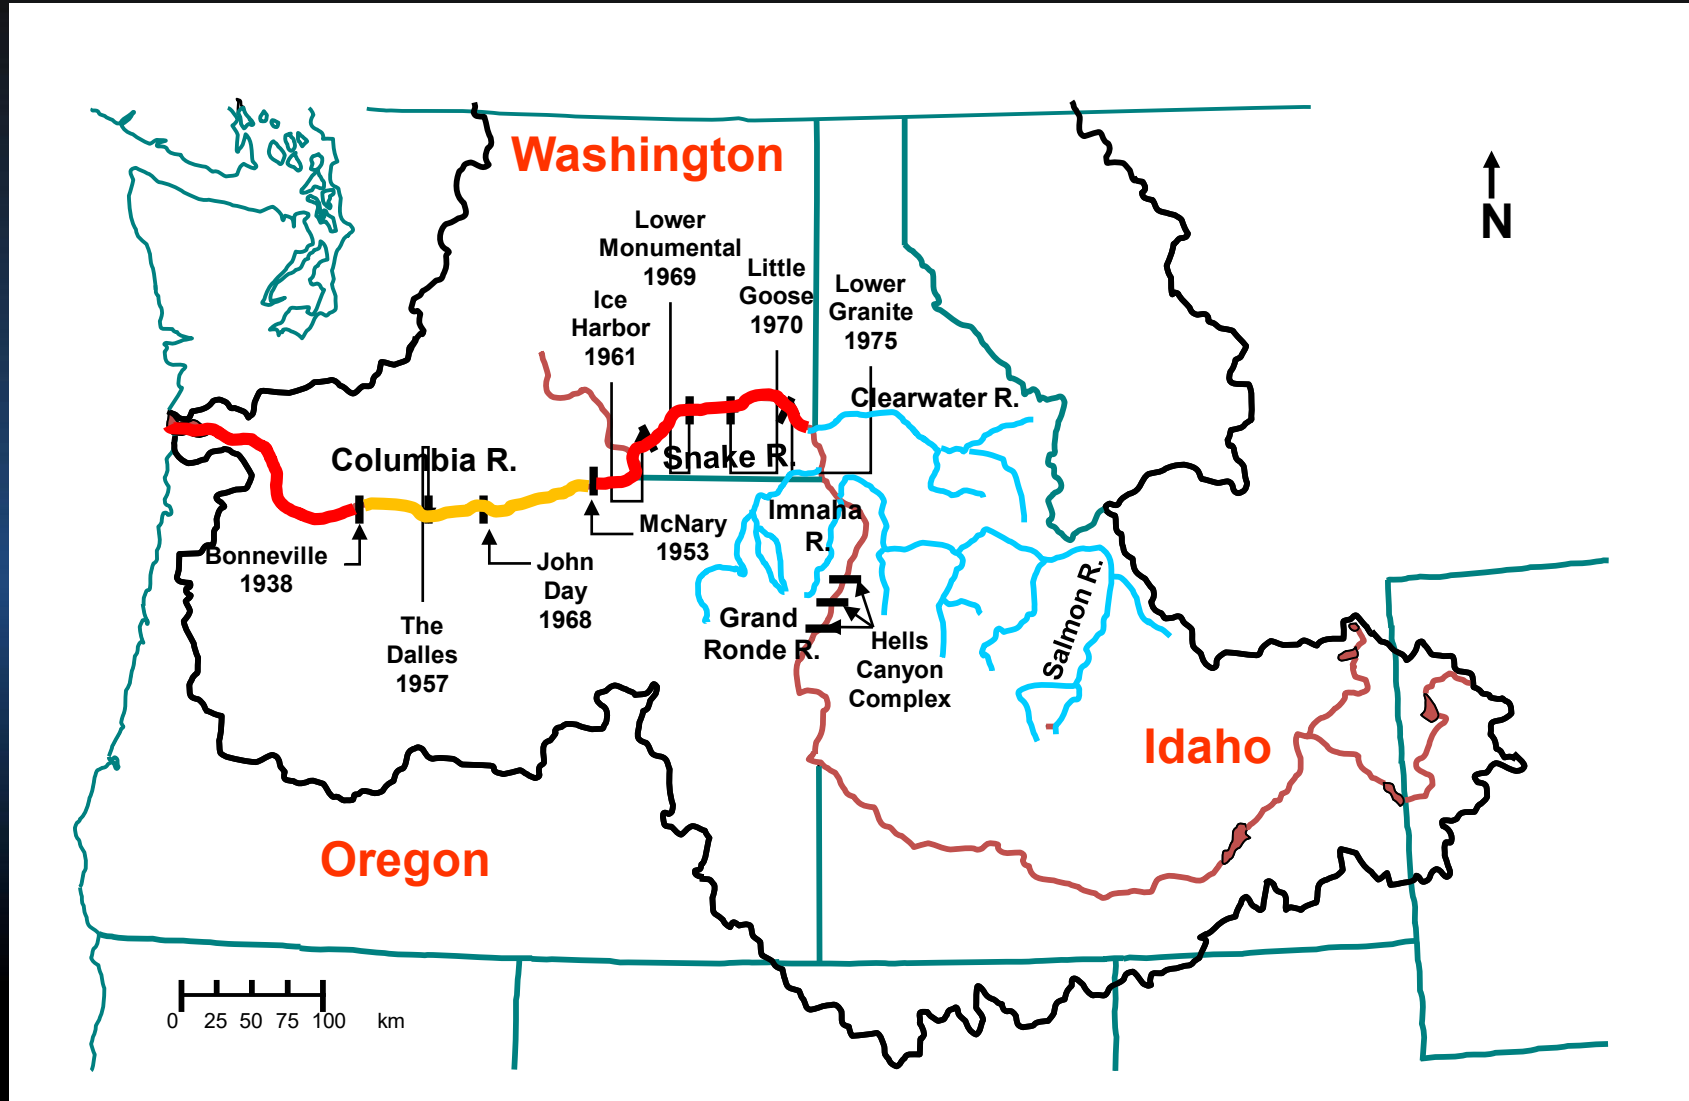 Washington
N
Lower
Monumental
1969
Little
Goose
1970
Lower
Granite
1975
Ice
Harbor
1961
Clearwater R.
Columbia R.
Snake R.
Imnaha
R.
McNary
1953
Bonneville
1938
John
Day
1968
The
Dalles
1957
Grand
Ronde R.
Hells
Canyon
Complex
Salmon R.
Idaho
Oregon
0 25 50 75 100 km